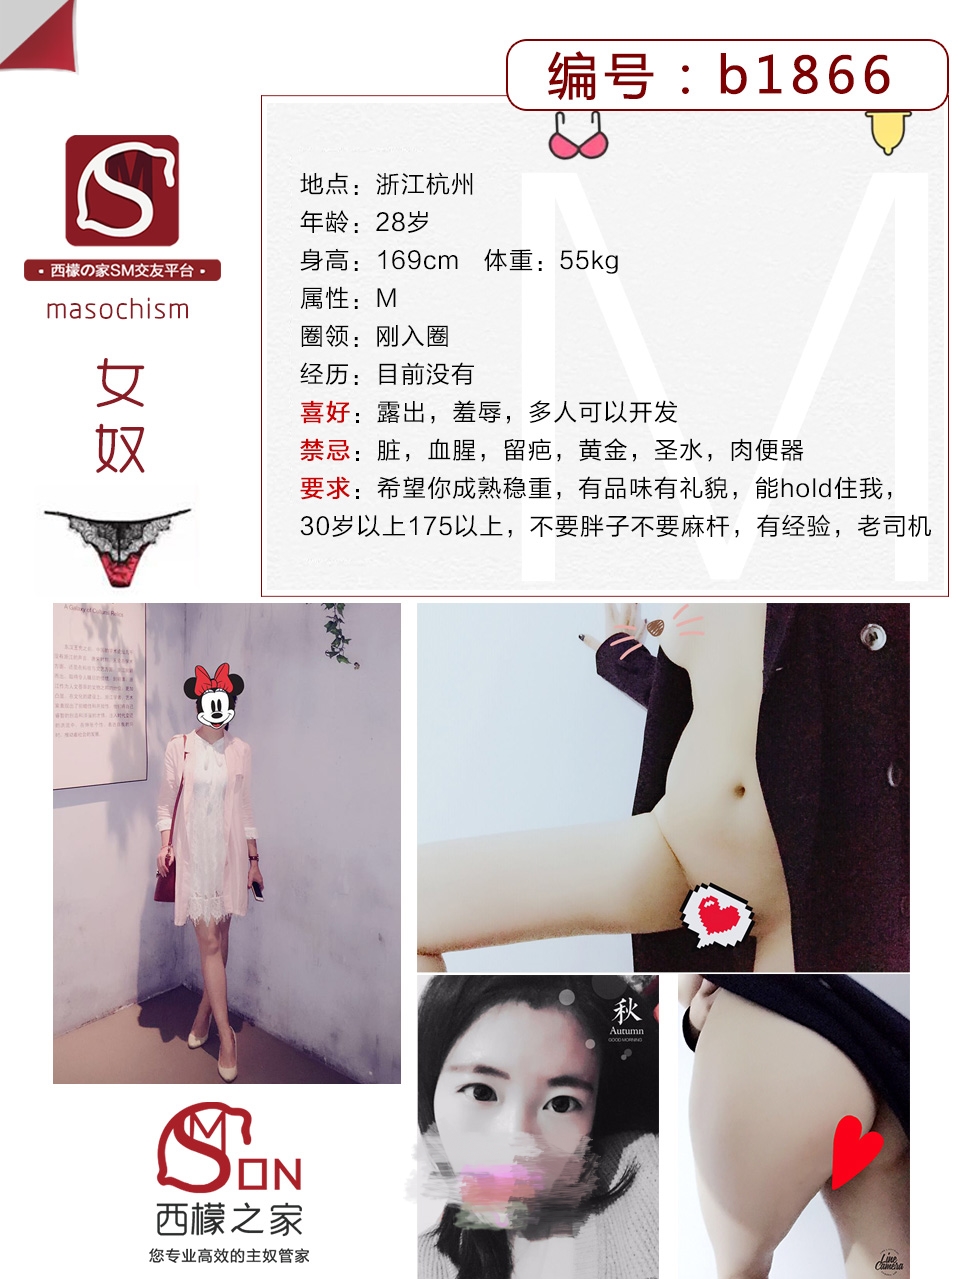 编号：b1866
SM
·西檬の家SM交友平台·
masochism
女奴
地点：浙江杭州
年龄：28岁
身高：169cm 体重：55kg
属性：M
圈领：刚入圈
经历：目前没有
喜好：露出，羞辱，多人可以开发
禁忌：脏，血腥，留疤，黄金，圣水，肉便器
要求：希望你成熟稳重，有品味有礼貌，能hold住我，
30岁以上175以上，不要胖子不要麻杆，有经验，老司机
M
秋
Autumn
GOOD MORNING
Line
Camera
SMON
西檬之家
您专业高效的主奴管家